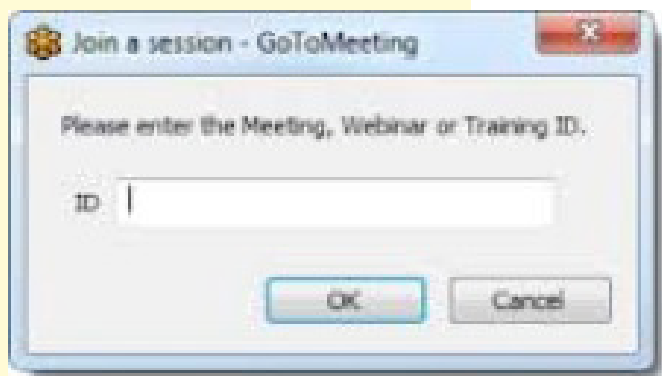 Join a session - GoToMeeting
Please enter the Meeting, Webinar or Training ID.
ID
OK
Cancel